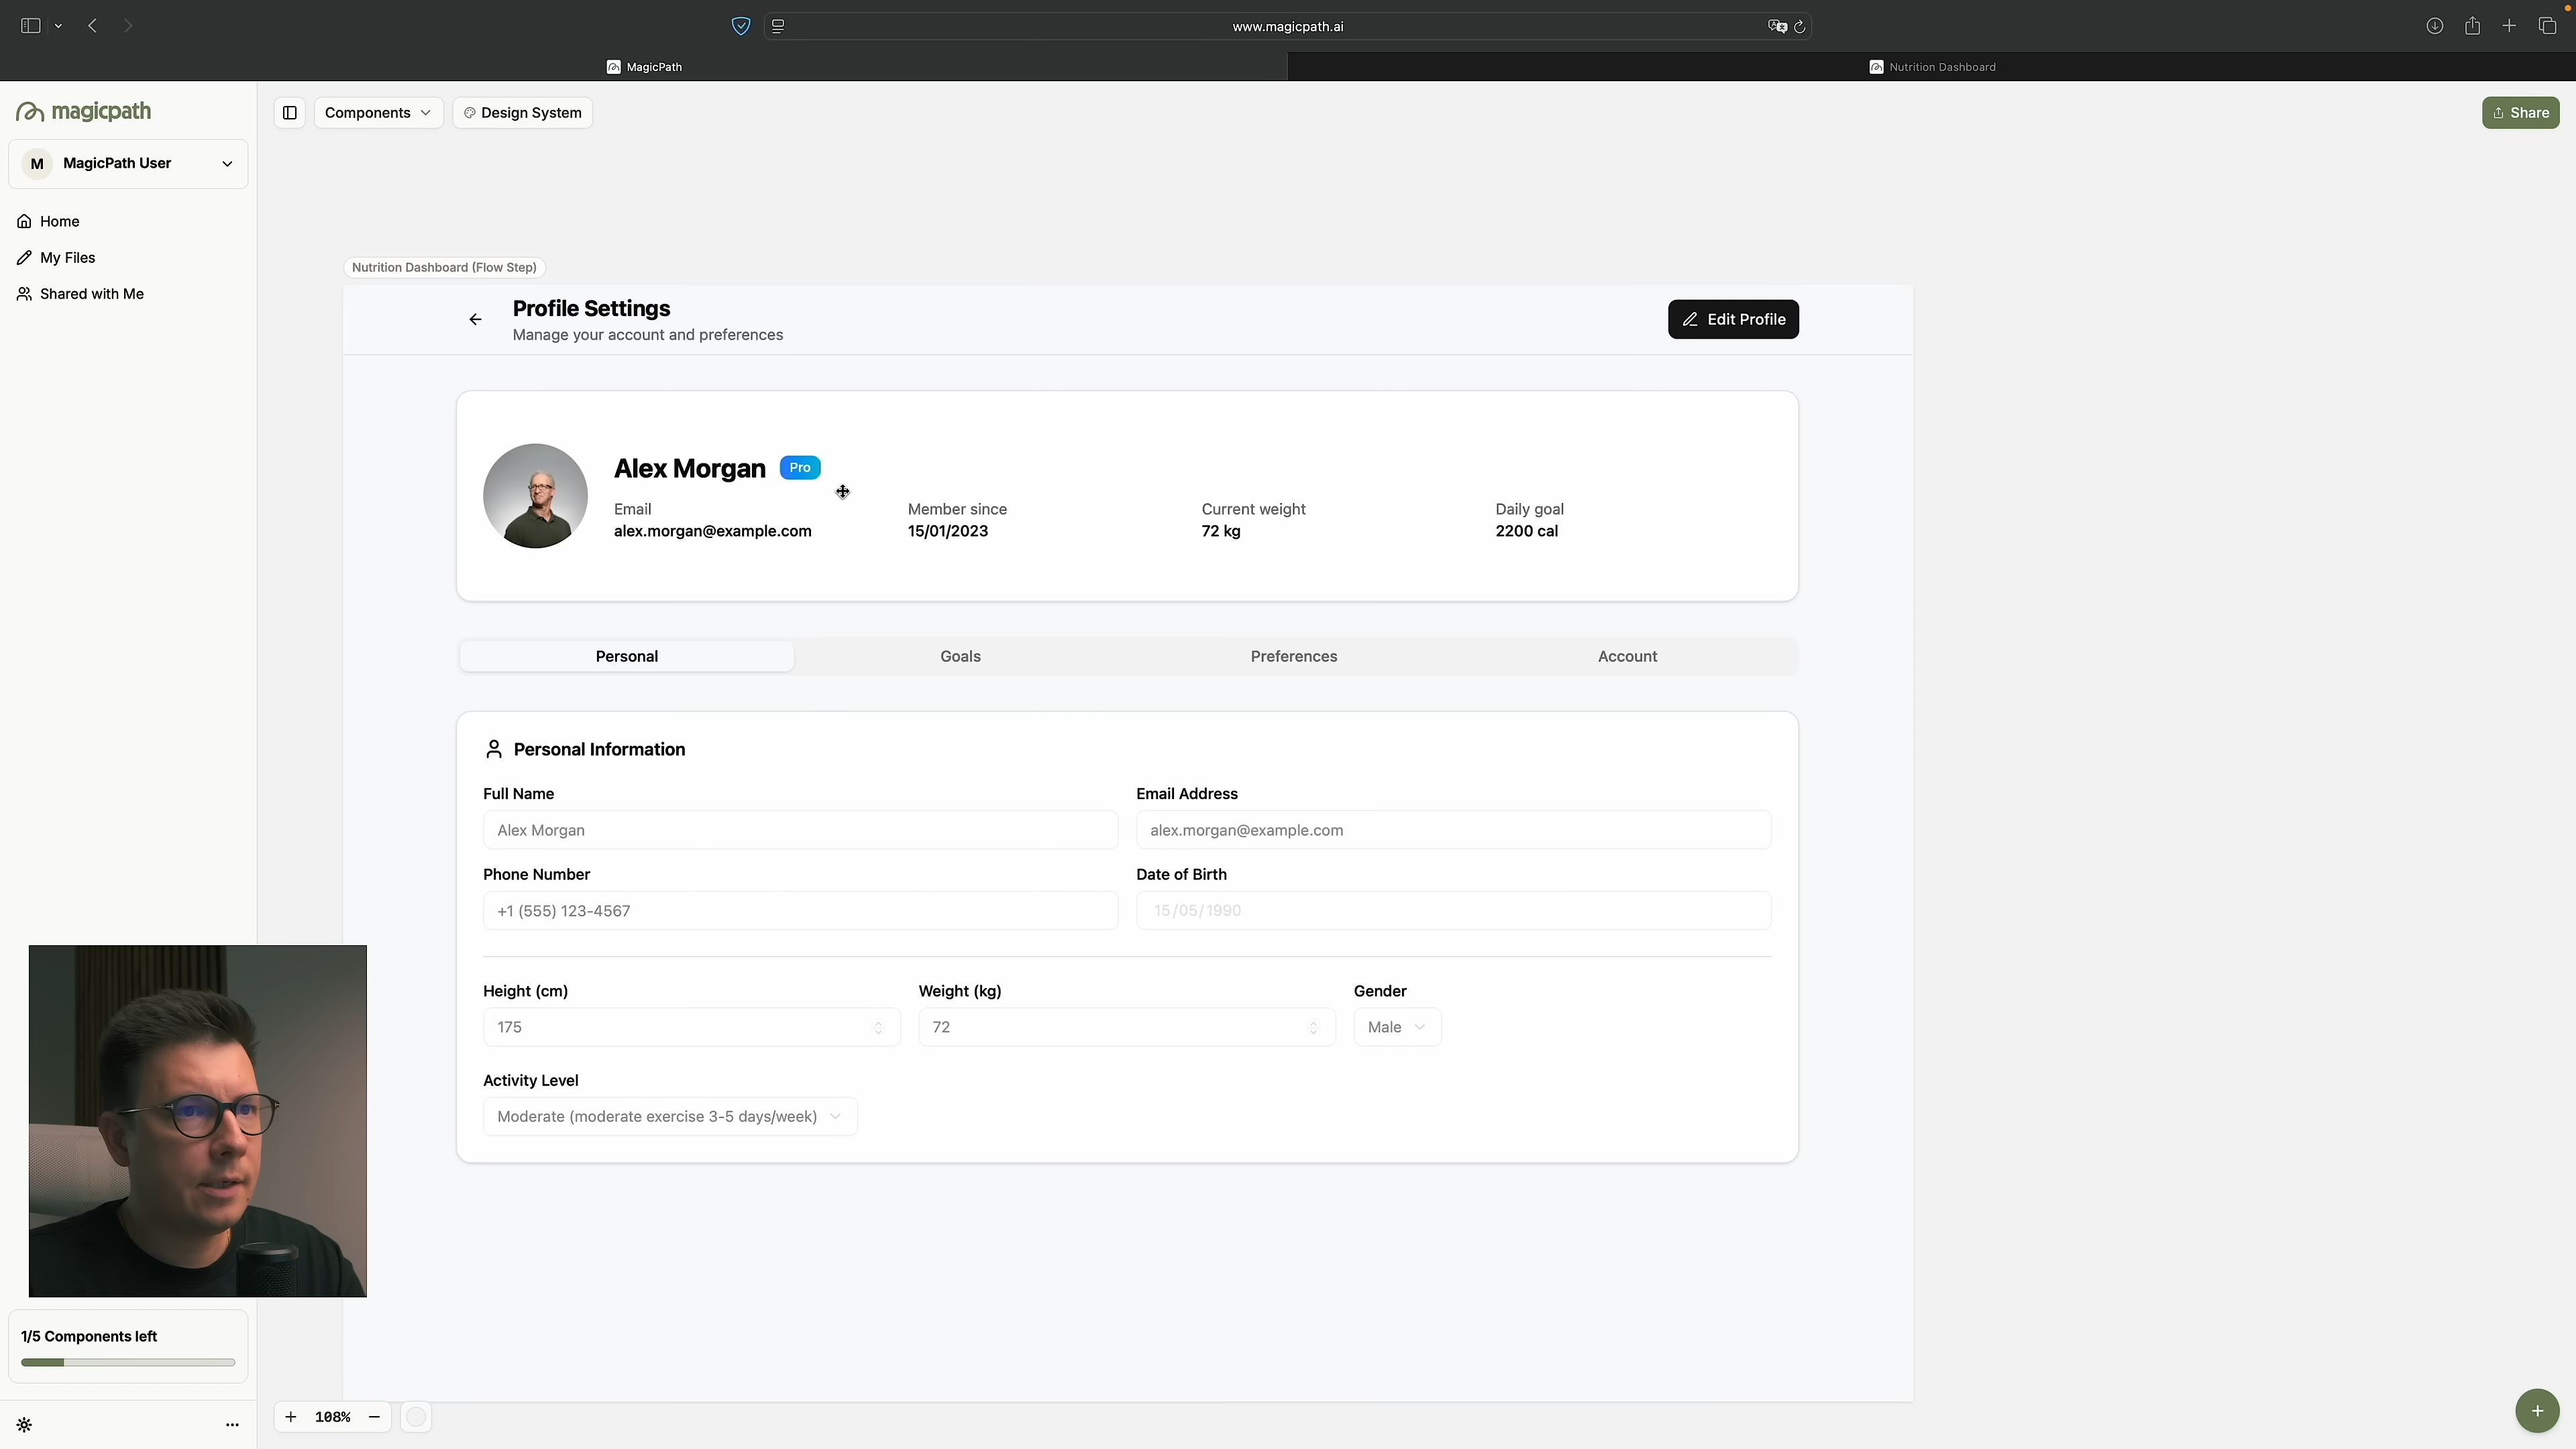 www.magicpath.ai
MagicPath
Nutrition Dashboard
magicpath
Components
Design System
Share
M
MagicPath User
Home
My Files
Shared with Me
Nutrition Dashboard (Flow Step)
Profile Settings
Manage your account and preferences
Edit Profile
Alex Morgan
Pro
Email
Member since
Current weight
Daily goal
alex.morgan@example.com
15/01/2023
72 kg
2200 cal
Personal
Goals
Preferences
Account
Personal Information
Full Name
Email Address
Alex Morgan
alex.morgan@example.com
Phone Number
Date of Birth
+1 (555) 123-4567
15/05/1990
Height (cm)
Weight (kg)
Gender
175
72
Male
Activity Level
Moderate (moderate exercise 3-5 days/week)
1/5 Components left
108%